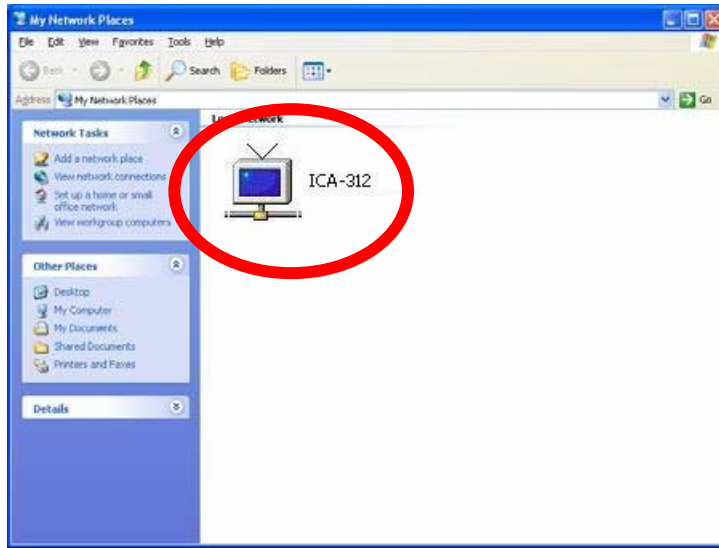 My Network Places
File Edit View Favorites Tools Help
Back Search Folders
Address My Network Places Go
Network
Network Tasks
Add a network place
View network connections
Set up a home or small
office network
View workgroup computers
ICA-312
Other Places
Desktop
My Computer
My Documents
Shared Documents
Printers and Faxes
Details